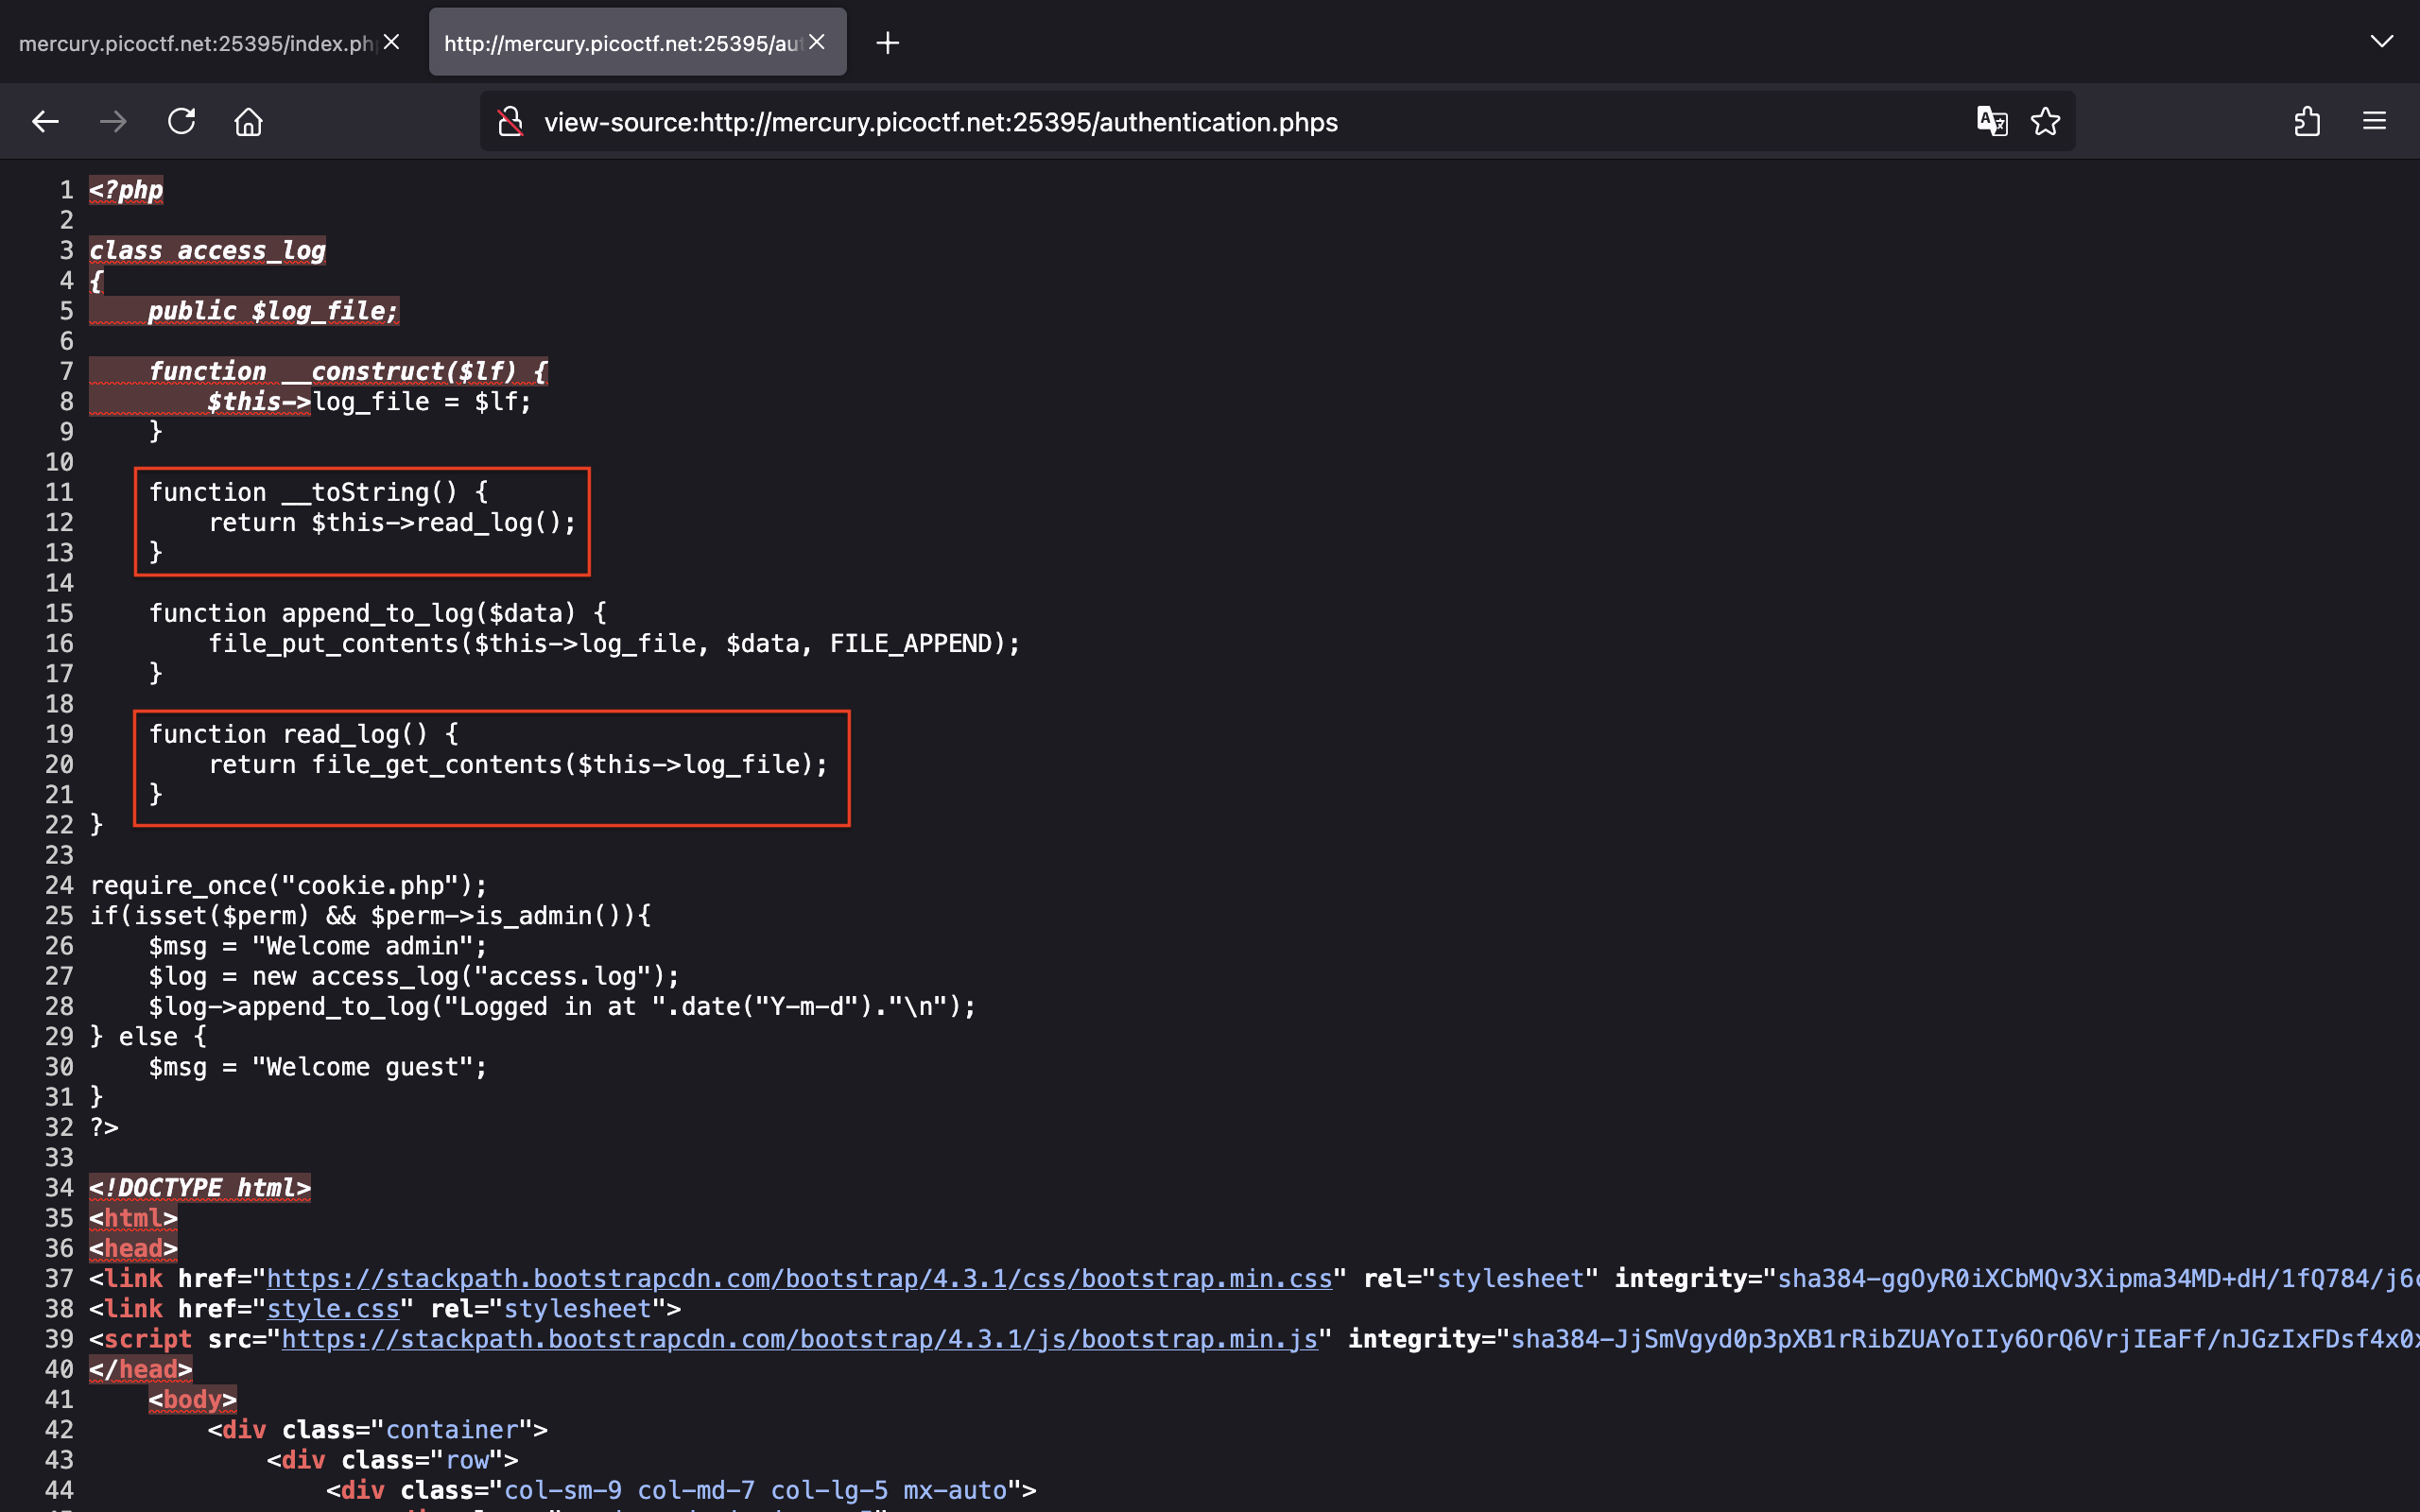 mercury.picoctf.net:25395/index.ph
http://mercury.picoctf.net:25395/au
view-source:http://mercury.picoctf.net:25395/authentication.phps
1 <?php
2
3 class access_log
4 {
5     public $log_file;
6
7     function __construct($lf) {
8         $this->log_file = $lf;
9     }
10
11     function __toString() {
12         return $this->read_log();
13     }
14
15     function append_to_log($data) {
16         file_put_contents($this->log_file, $data, FILE_APPEND);
17     }
18
19     function read_log() {
20         return file_get_contents($this->log_file);
21     }
22 }
23
24 require_once("cookie.php");
25 if(isset($perm) && $perm->is_admin()){
26     $msg = "Welcome admin";
27     $log = new access_log("access.log");
28     $log->append_to_log("Logged in at ".date("Y-m-d")."\n");
29 } else {
30     $msg = "Welcome guest";
31 }
32 ?>
33
34 <!DOCTYPE html>
35 <html>
36 <head>
37 <link href="https://stackpath.bootstrapcdn.com/bootstrap/4.3.1/css/bootstrap.min.css" rel="stylesheet" integrity="sha384-ggOyR0iXCbMQv3Xipma34MD+dH/1fQ784/j6
38 <link href="style.css" rel="stylesheet">
39 <script src="https://stackpath.bootstrapcdn.com/bootstrap/4.3.1/js/bootstrap.min.js" integrity="sha384-JjSmVgyd0p3pXB1rRibZUAYoIIy6OrQ6VrjIEaFf/nJGzIxFDsf4x0
40 </head>
41     <body>
42         <div class="container">
43             <div class="row">
44                 <div class="col-sm-9 col-md-7 col-lg-5 mx-auto">